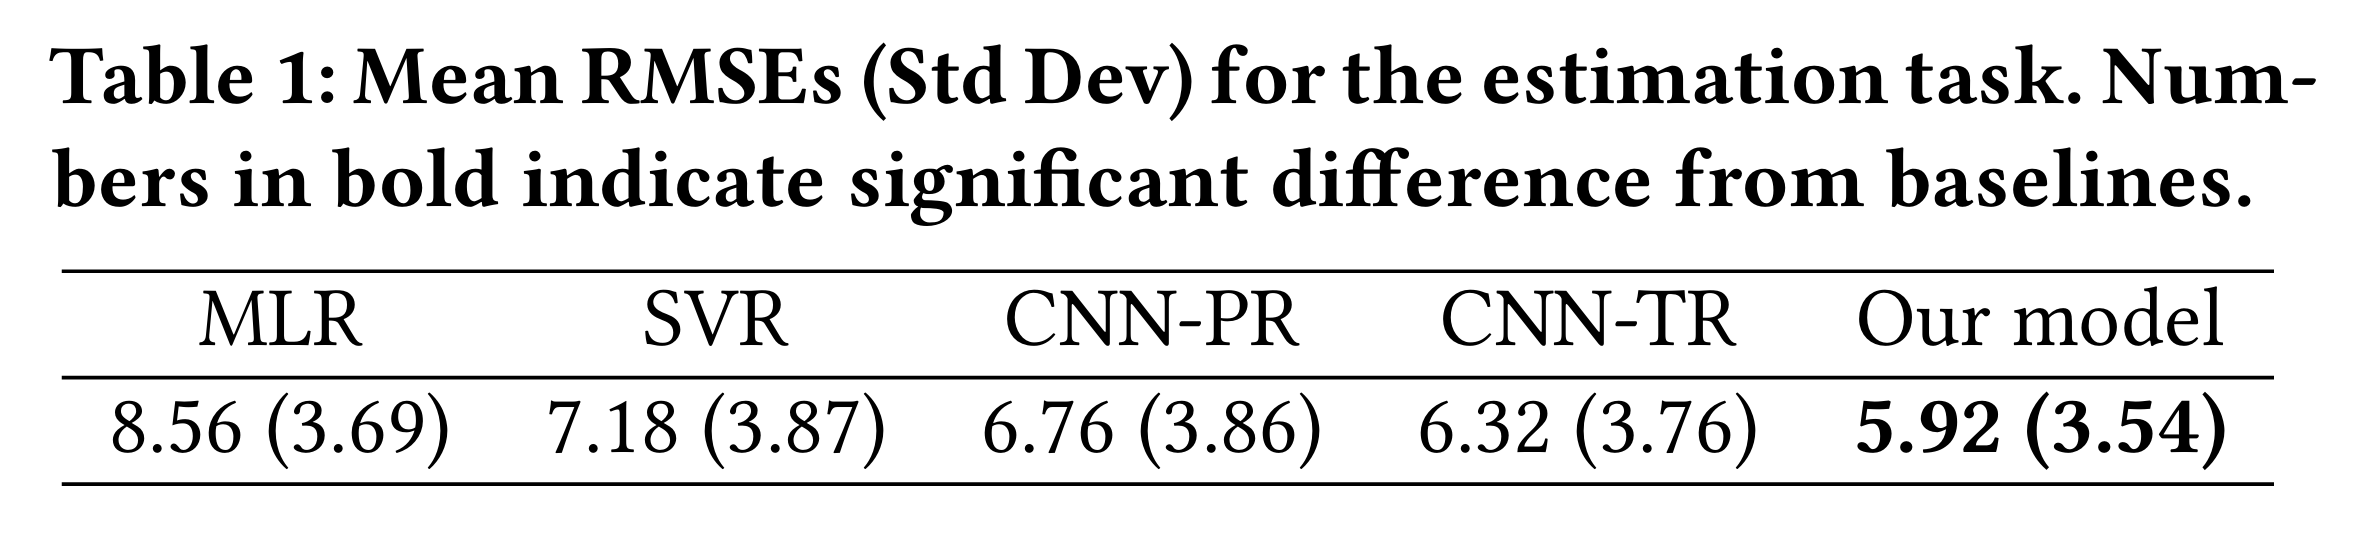 Table 1: Mean RMSEs (Std Dev) for the estimation task. Num-
bers in bold indicate significant difference from baselines.
MLR SVR CNN-PR CNN-TR Our model
8.56 (3.69) 7.18 (3.87) 6.76 (3.86) 6.32 (3.76) 5.92 (3.54)